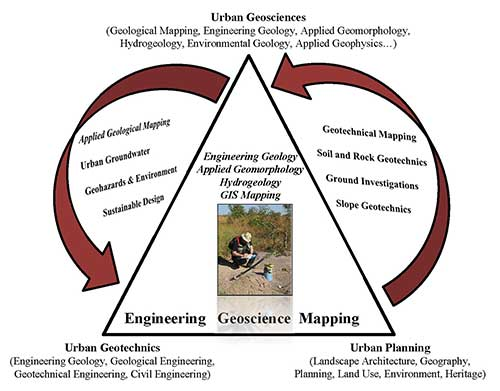 Urban Geosciences
(Geological Mapping, Engineering Geology, Applied Geomorphology,
Hydrogeology, Environmental Geology, Applied Geophysics…)
Applied Geological Mapping
Urban Groundwater
Geohazards & Environment
Sustainable Design
Engineering Geology
Applied Geomorphology
Hydrogeology
GIS Mapping
Geotechnical Mapping
Soil and Rock Geotechnics
Ground Investigations
Slope Geotechnics
Engineering Geoscience Mapping
Urban Geotechnics
(Engineering Geology, Geological Engineering,
Geotechnical Engineering, Civil Engineering)
Urban Planning
(Landscape Architecture, Geography,
Planning, Land Use, Environment, Heritage)